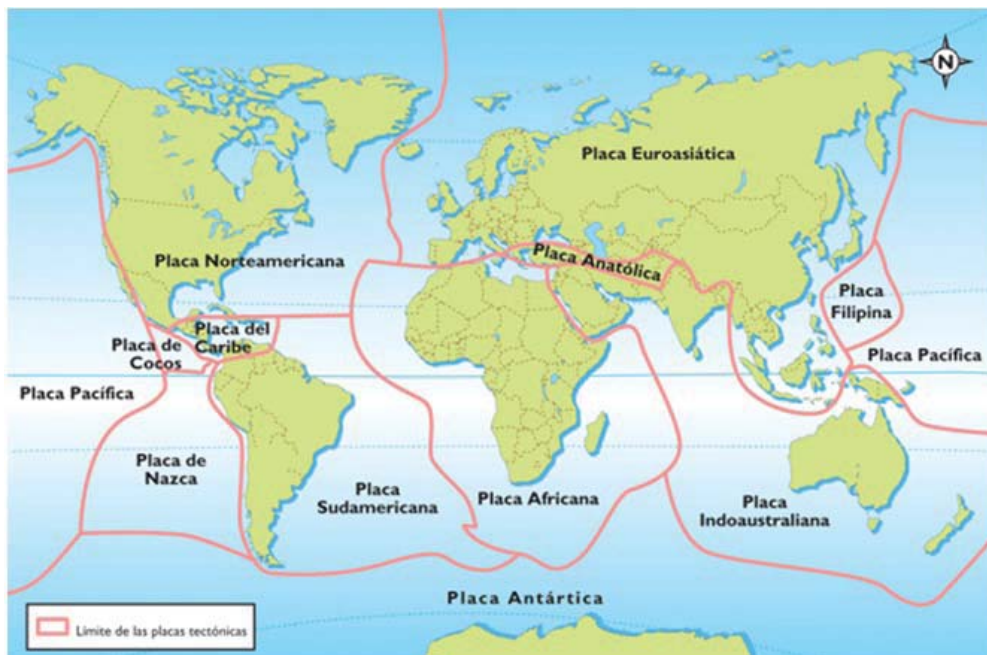 N
Placa Euroasiática
Placa Norteamericana
Placa Anatólica
Placa
Filipina
Placa del
Caribe
Placa de
Cocos
Placa Pacífica
Placa Pacífica
Placa de
Nazca
Placa
Sudamericana
Placa Africana
Placa
Indoaustraliana
Placa Antártica
Límite de las placas tectónicas